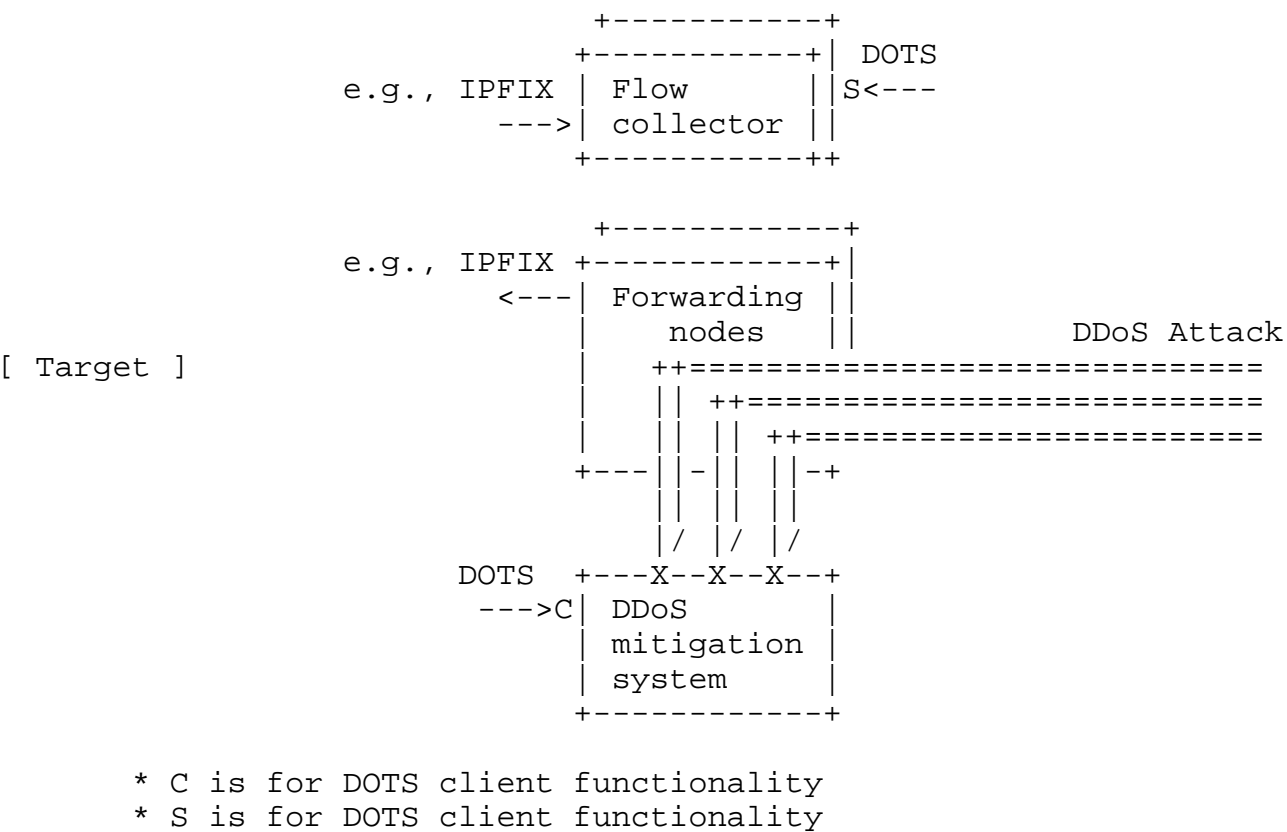 DOTS
e.g., IPFIX Flow S<---
---> collector
e.g., IPFIX
<--- Forwarding
nodes DDoS Attack
[ Target ]
X X X
DOTS
--->C DDoS
mitigation
system
* C is for DOTS client functionality
* S is for DOTS client functionality